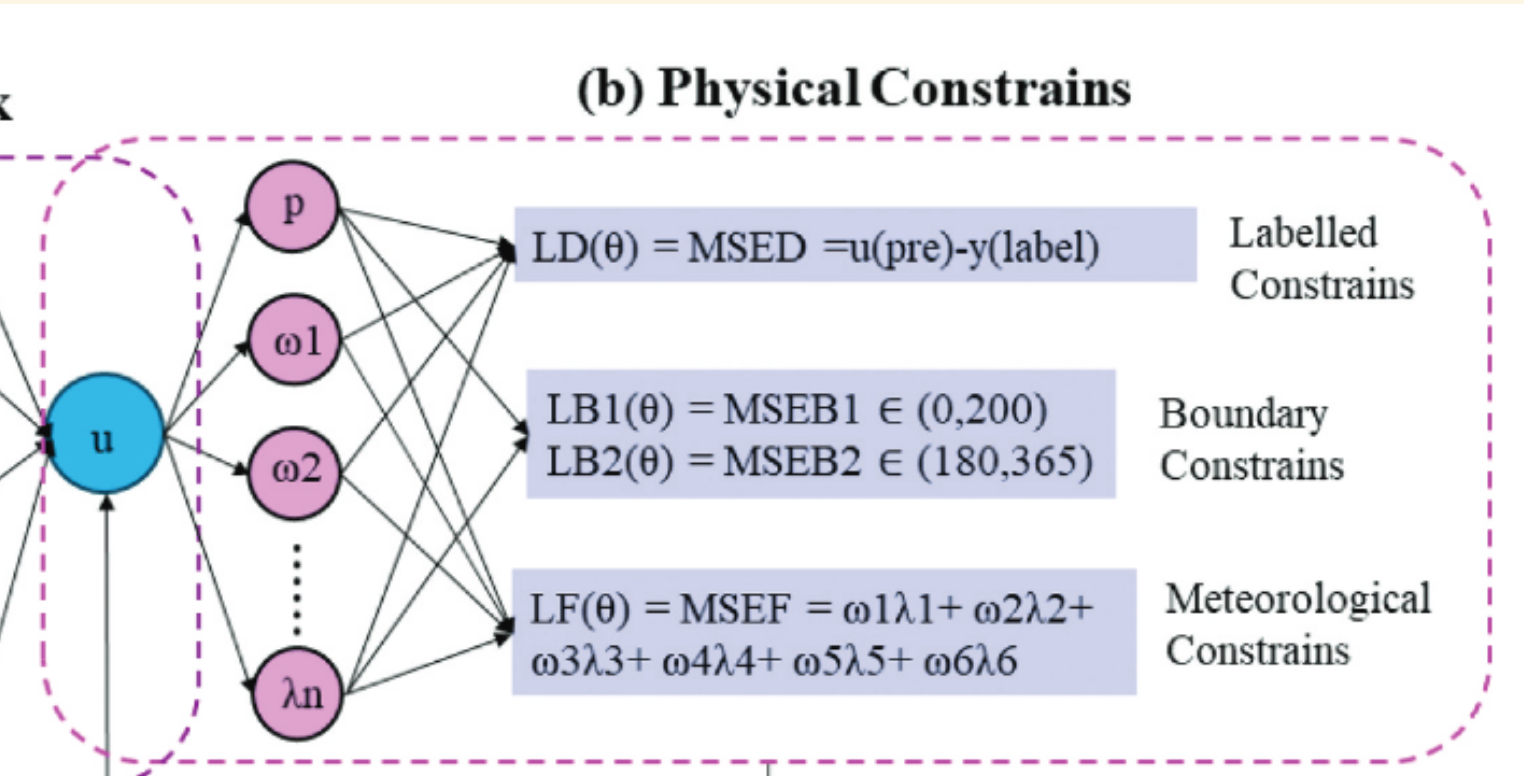 (b) Physical Constrains
x
p
ω1
ω2
λn
u
LD(θ) = MSED =u(pre)-y(label)
Labelled
Constrains
LB1(θ) = MSEB1 ∈ (0,200)
LB2(θ) = MSEB2 ∈ (180,365)
Boundary
Constrains
LF(θ) = MSEF = ω1λ1+ ω2λ2+
ω3λ3+ ω4λ4+ ω5λ5+ ω6λ6
Meteorological
Constrains